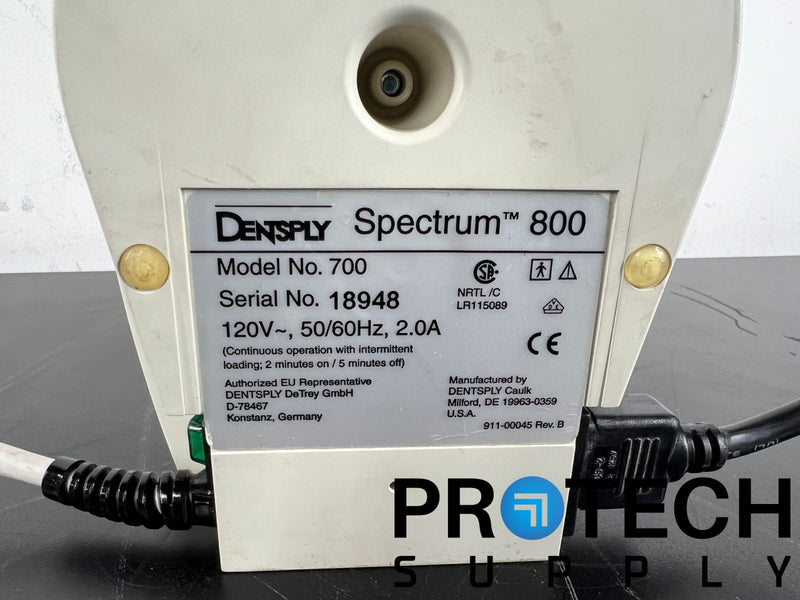 DENTSPLY Spectrum™ 800
Model No. 700
Serial No. 18948
120V~, 50/60Hz, 2.0A
(Continuous operation with intermittent
loading; 2 minutes on / 5 minutes off)
Authorized EU Representative
DENTSPLY DeTrey GmbH
D-78467
Konstanz, Germany
NRTL /C
LR115089
CE
Manufactured by
DENTSPLY Caulk
Milford, DE 19963-0359
U.S.A.
911-00045 Rev. B
PROTECH
SUPPLY